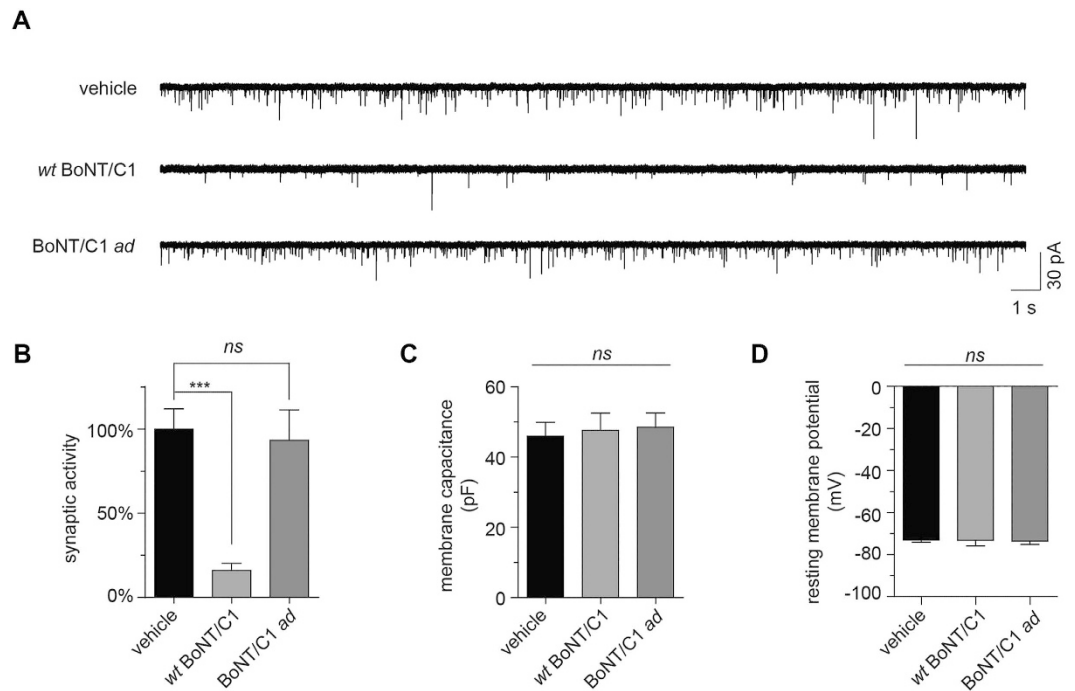 A
vehicle
wt BoNT/C1
BoNT/C1 ad
30 pA
1 s
B
ns
***
synaptic activity
100%
50%
0%
vehicle
wt BoNT/C1
BoNT/C1 ad
C
ns
membrane capacitance
(pF)
60
40
20
0
vehicle
wt BoNT/C1
BoNT/C1 ad
D
ns
resting membrane potential
(mV)
0
-20
-40
-60
-80
-100
vehicle
wt BoNT/C1
BoNT/C1 ad